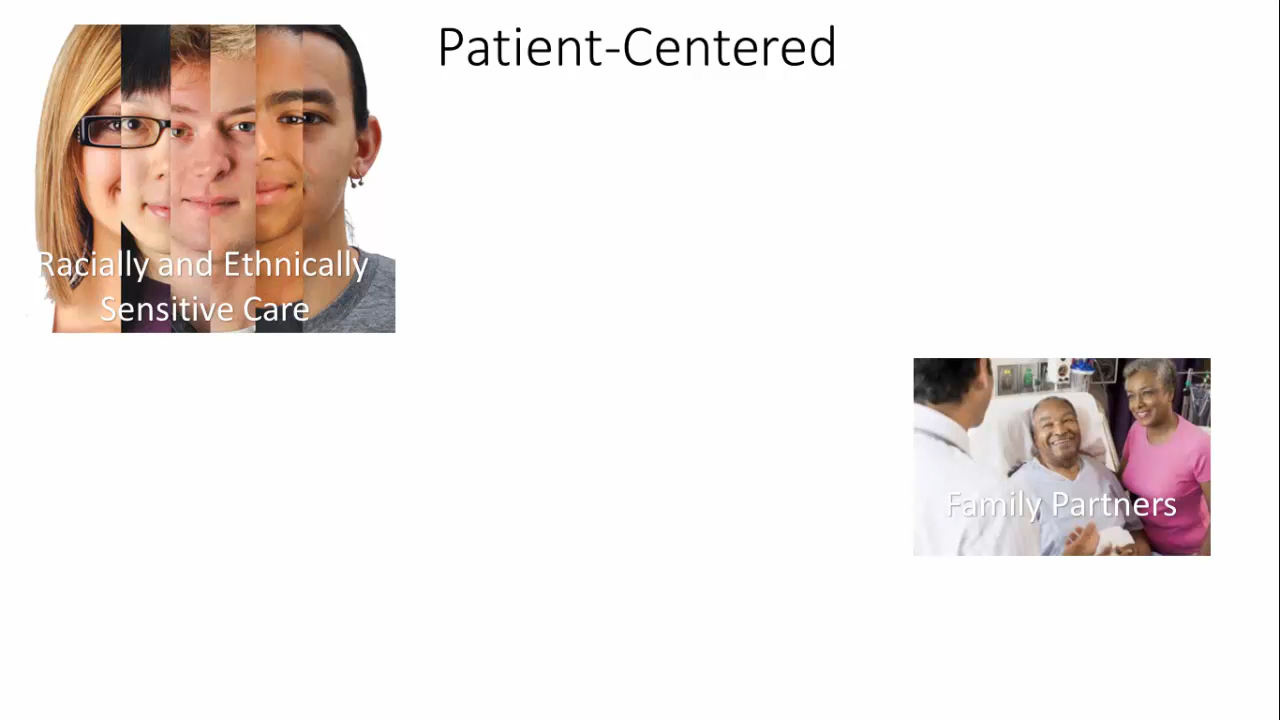 Patient-Centered
Racially and Ethnically
Sensitive Care
Family Partners